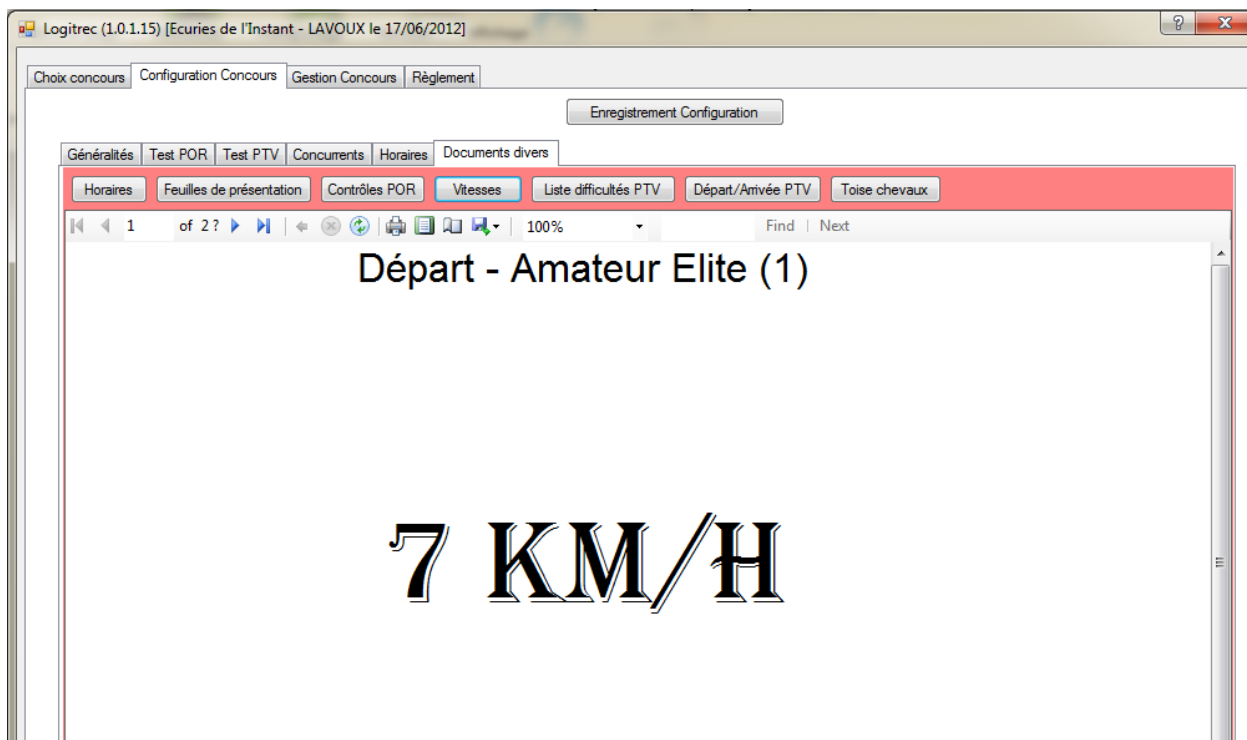 Logitrec (1.0.1.15) [Ecuries de l'Instant - LAVOUX le 17/06/2012]
Choix concours Configuration Concours Gestion Concours Règlement
Enregistrement Configuration
Généralités Test POR Test PTV Concurrents Horaires Documents divers
Horaires Feuilles de présentation Contrôles POR Vitesses Liste difficultés PTV Départ/Arrivée PTV Toise chevaux
1 of 2 ? 100% Find | Next
Départ - Amateur Elite (1)
7 KM/H